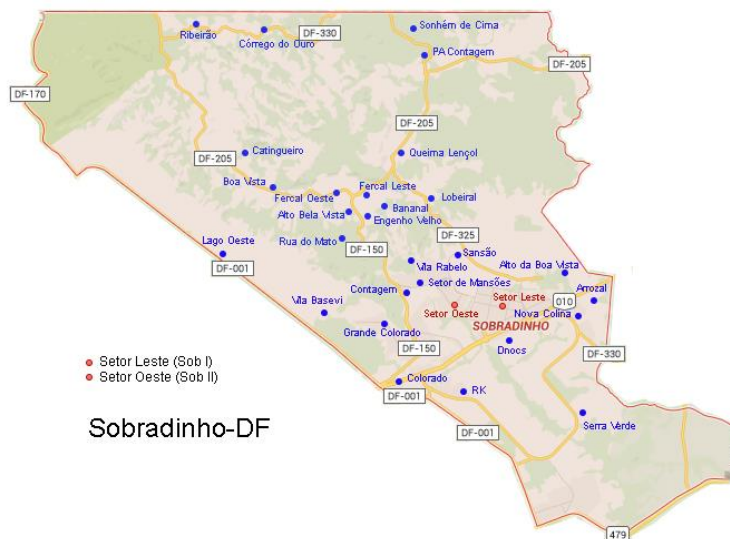 Sonhém de Cima
Ribeirão
Córrego do Ouro
DF-330
PA Contagem
DF-205
DF-170
DF-205
Catingueiro
Queima Lençol
DF-205
Boa Vista
Fercal Leste
Fercal Oeste
Lobeiral
Bananal
Alto Bela Vista
Engenho Velho
Rua do Mato
DF-325
Lago Oeste
DF-150
Sansão
DF-001
Vila Rabelo
Alto da Boa Vista
Setor de Mansões
Contagem
Arrozal
Setor Leste
010
Vila Basevi
Setor Oeste
Nova Colina
Grande Colorado
SOBRADINHO
Dnocs
DF-150
DF-330
Setor Leste (Sob I)
Setor Oeste (Sob II)
Colorado
RK
DF-001
Sobradinho-DF
Serra Verde
DF-001
479